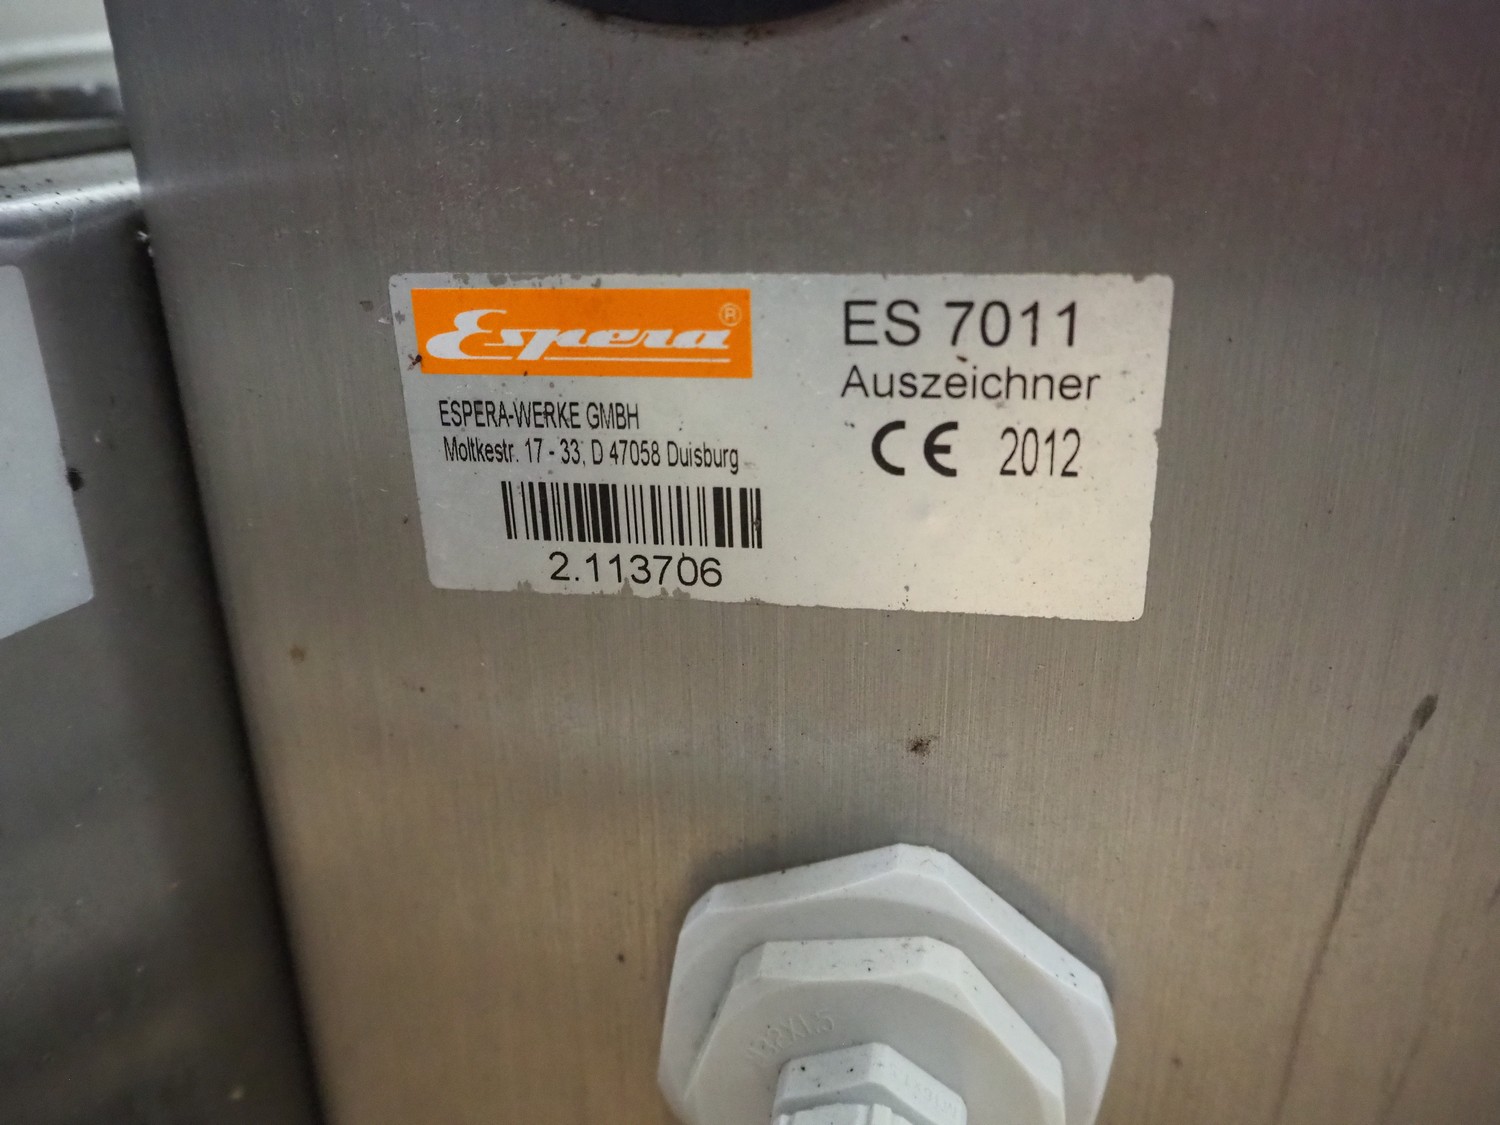 Espera®
ES 7011
Auszeichner
CE 2012
ESPERA-WERKE GMBH
Moltkestr. 17 - 33, D 47058 Duisburg
2.113706